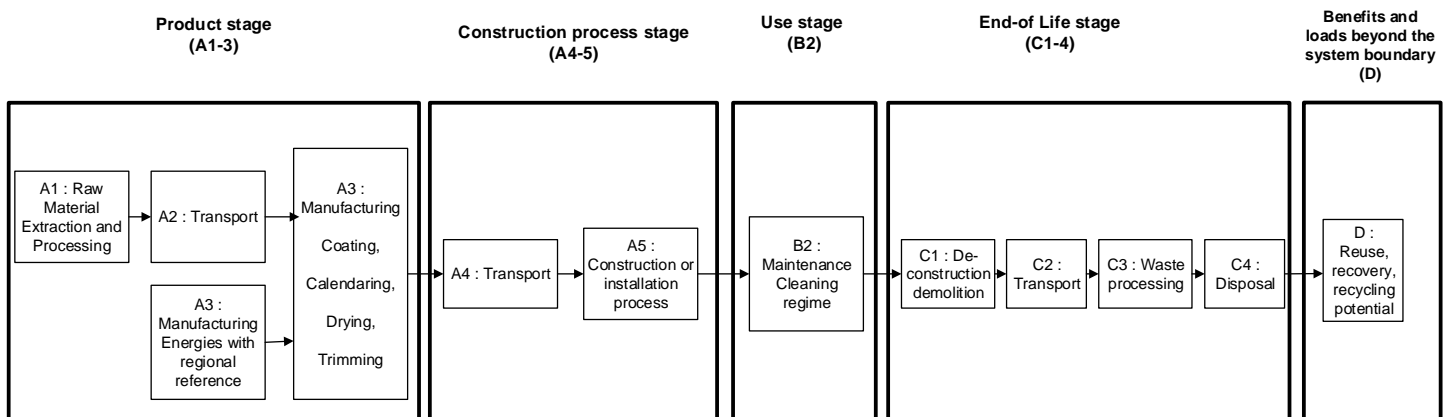 Product stage
(A1-3)
Construction process stage
(A4-5)
Use stage
(B2)
End-of Life stage
(C1-4)
Benefits and
loads beyond the
system boundary
(D)
A1 : Raw
Material
Extraction and
Processing
A2 : Transport
A3 :
Manufacturing
Energies with
regional
reference
A3 :
Manufacturing
Coating,
Calendaring,
Drying,
Trimming
A4 : Transport
A5 :
Construction or
installation
process
B2 :
Maintenance
Cleaning
regime
C1 : De-
construction
demolition
C2 :
Transport
C3 : Waste
processing
C4 :
Disposal
D :
Reuse,
recovery,
recycling
potential